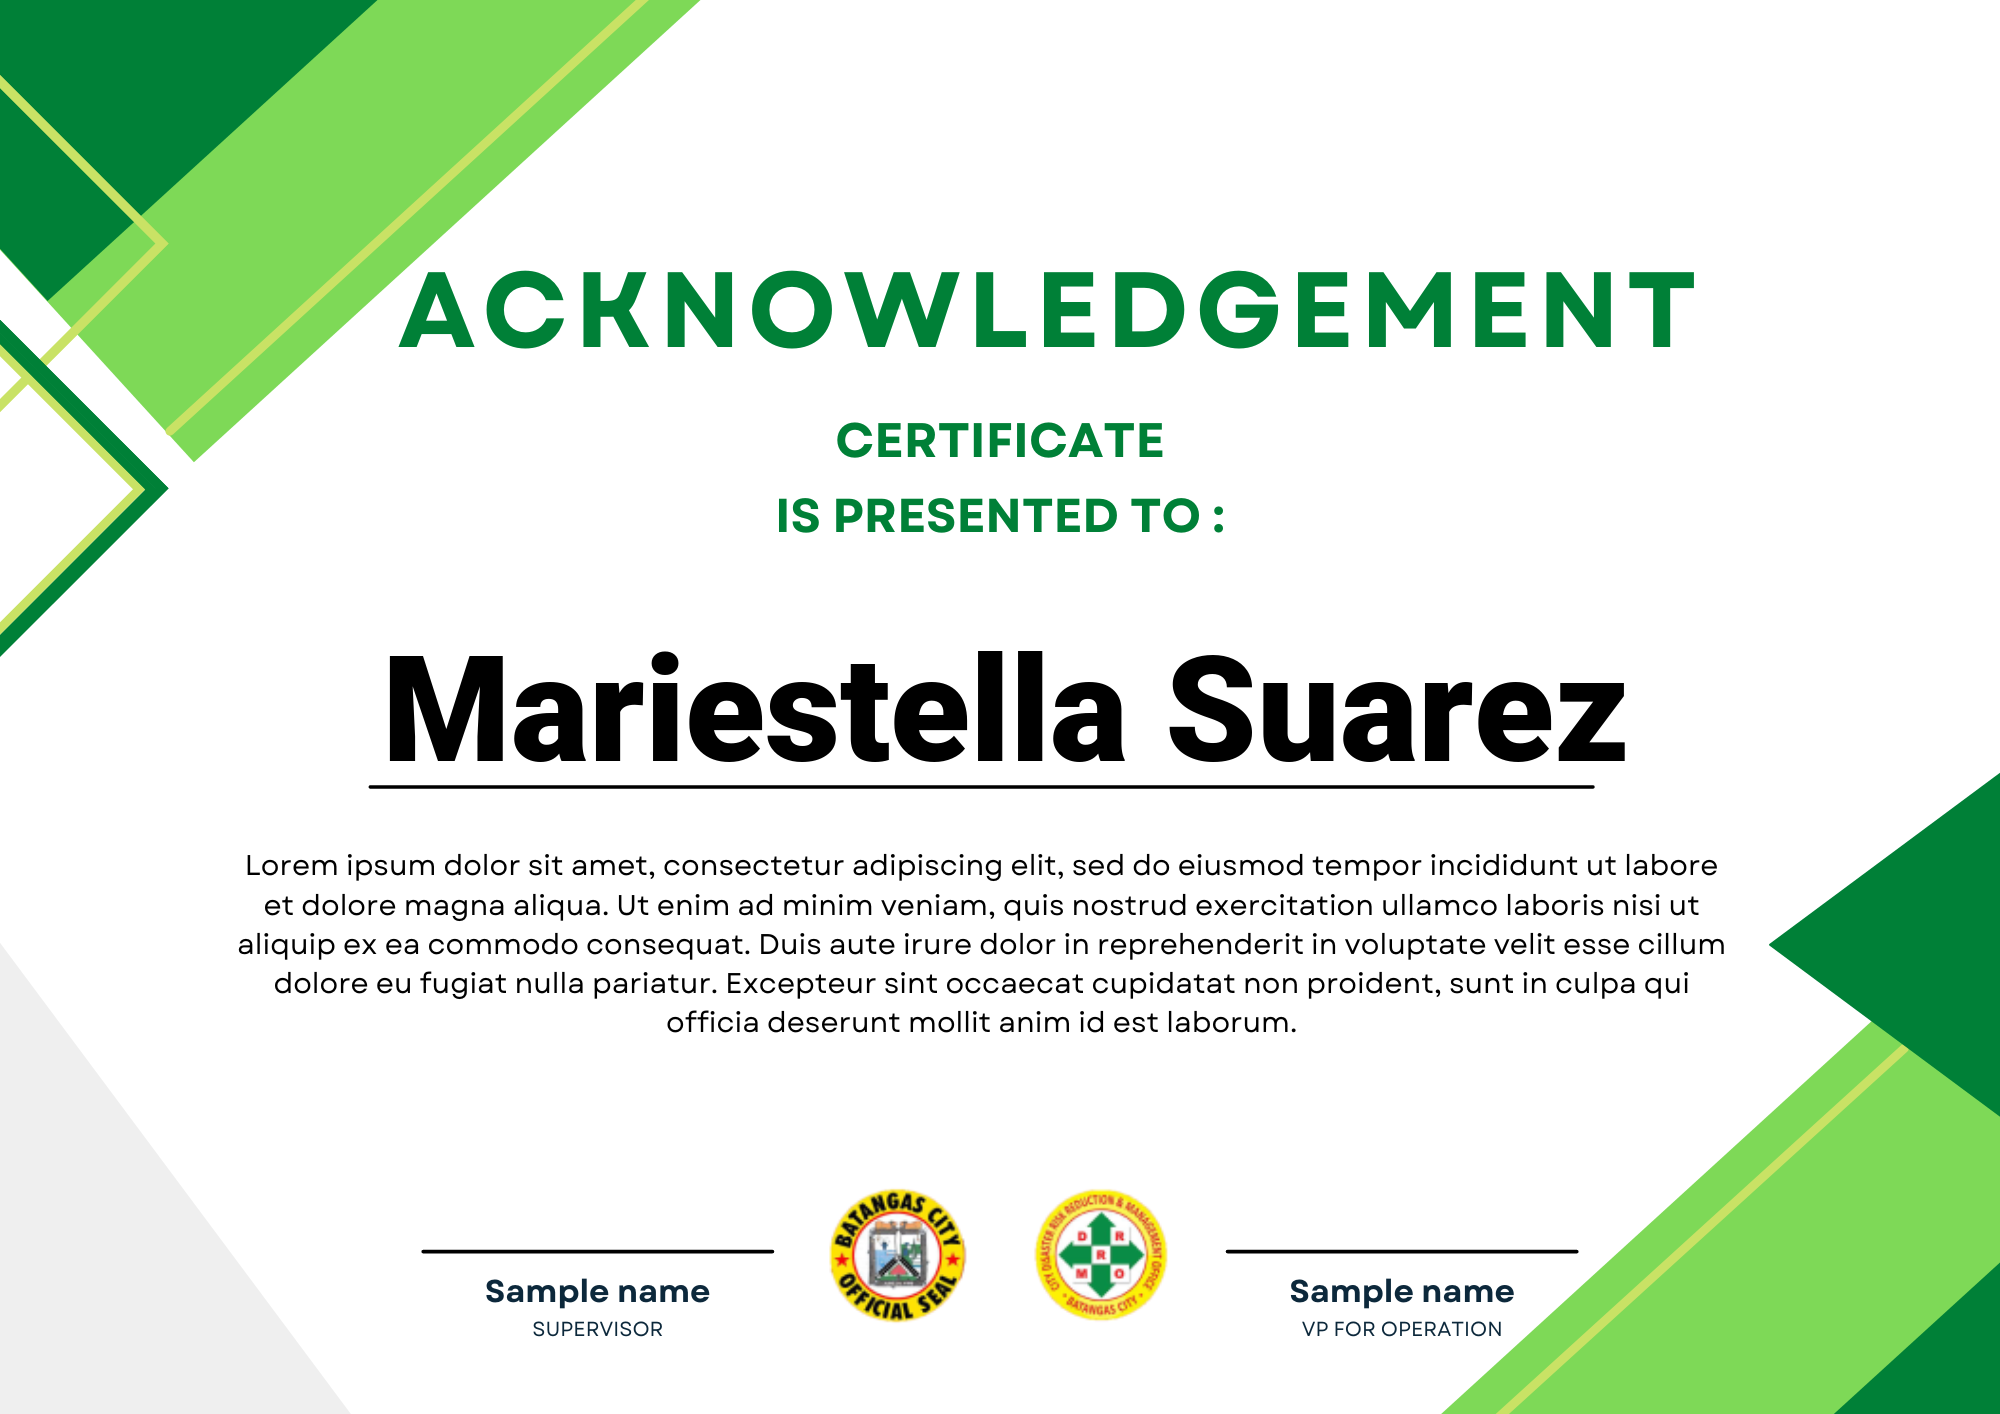 ACKNOWLEDGEMENT
CERTIFICATE
IS PRESENTED TO :
Mariestella Suarez
Lorem ipsum dolor sit amet, consectetur adipiscing elit, sed do eiusmod tempor incididunt ut labore
et dolore magna aliqua. Ut enim ad minim veniam, quis nostrud exercitation ullamco laboris nisi ut
aliquip ex ea commodo consequat. Duis aute irure dolor in reprehenderit in voluptate velit esse cillum
dolore eu fugiat nulla pariatur. Excepteur sint occaecat cupidatat non proident, sunt in culpa qui
officia deserunt mollit anim id est laborum.
Sample name
SUPERVISOR
BATANGAS CITY
OFFICIAL SEAL
CITY DISASTER RISK REDUCTION & MANAGEMENT OFFICE
D R
R
M O
BATANGAS CITY
Sample name
VP FOR OPERATION